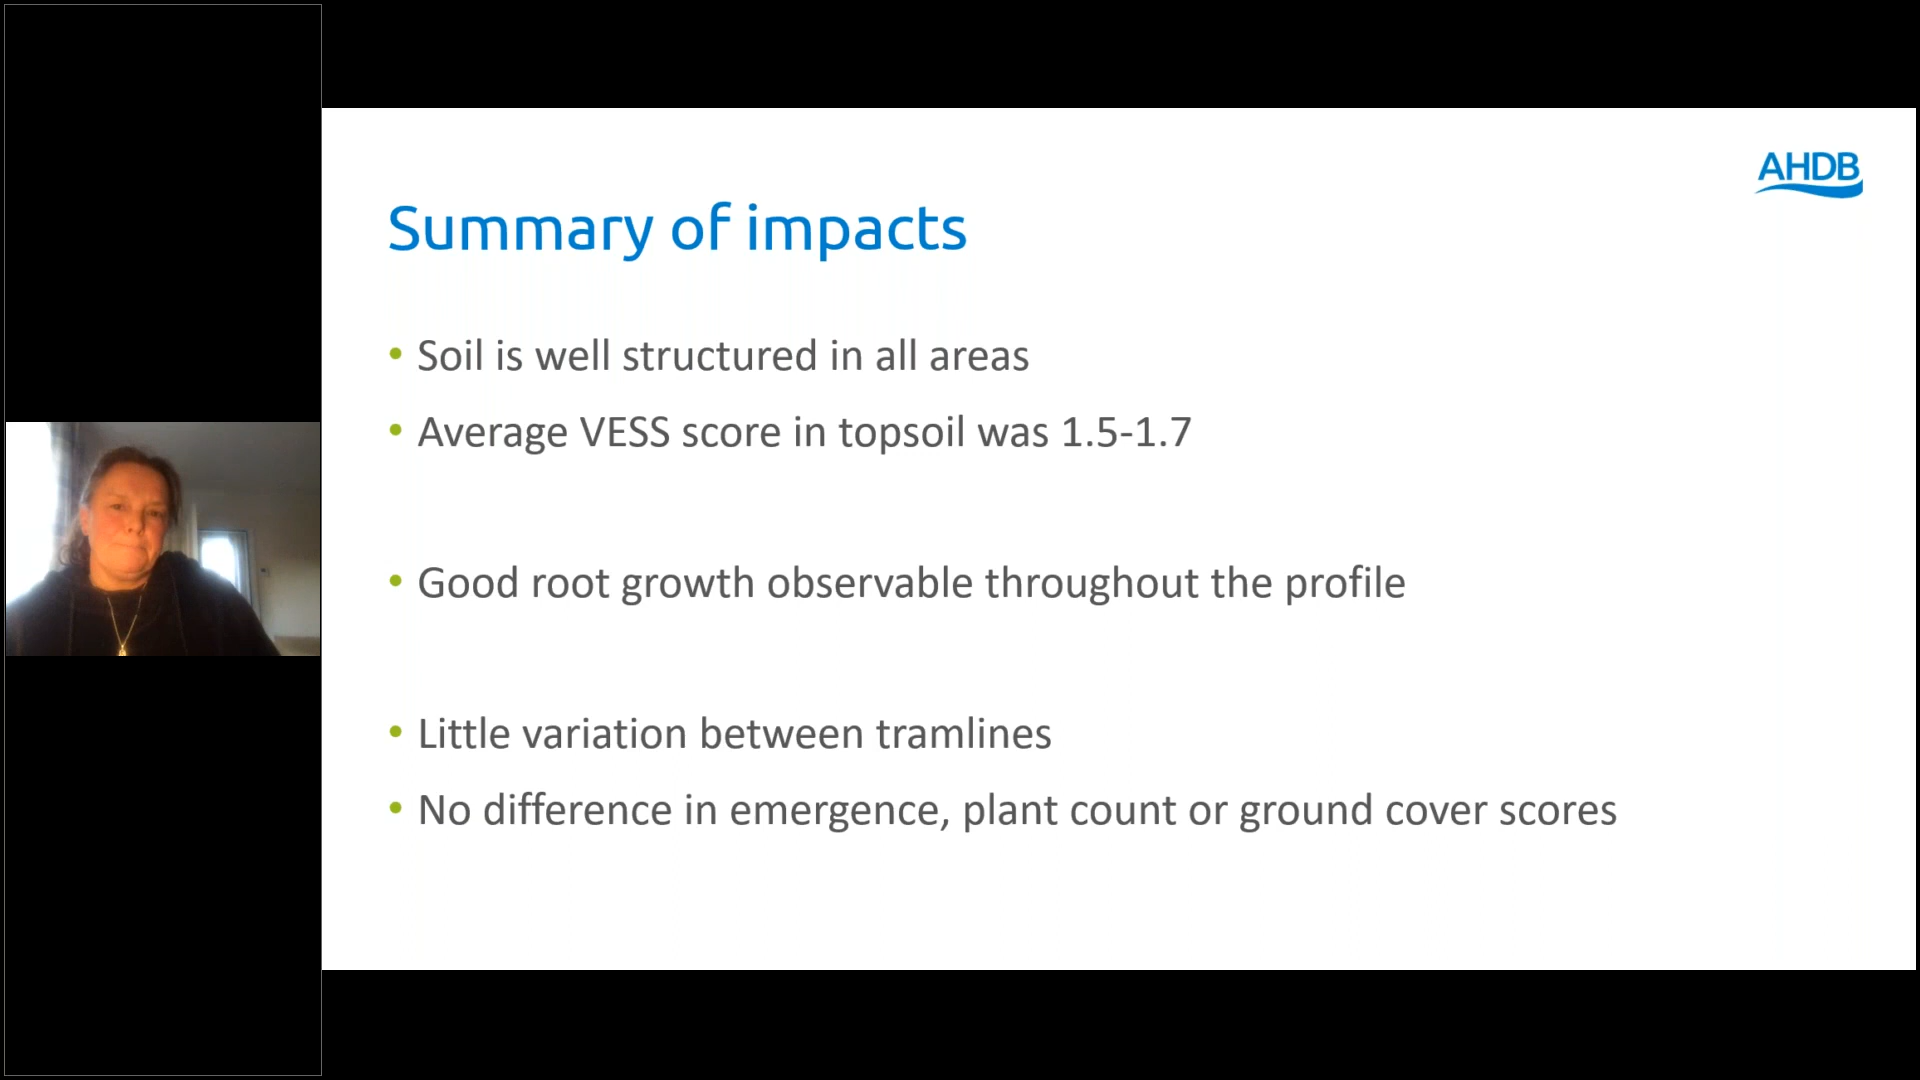 AHDB
Summary of impacts
• Soil is well structured in all areas
• Average VESS score in topsoil was 1.5-1.7
• Good root growth observable throughout the profile
• Little variation between tramlines
• No difference in emergence, plant count or ground cover scores